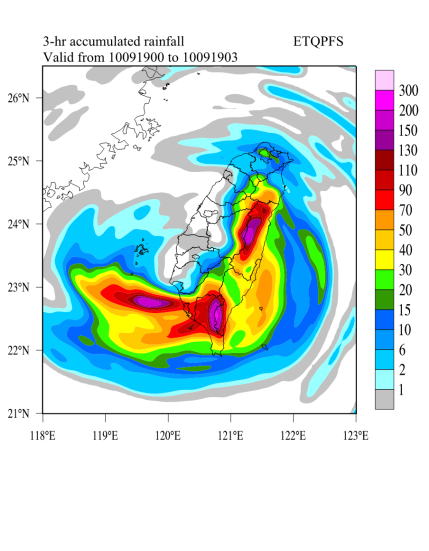 3-hr accumulated rainfall ETQPFS
Valid from 10091900 to 10091903
300
200
150
130
110
90
70
50
40
30
20
15
10
6
2
1
26°N
25°N
24°N
23°N
22°N
21°N
118°E 119°E 120°E 121°E 122°E 123°E